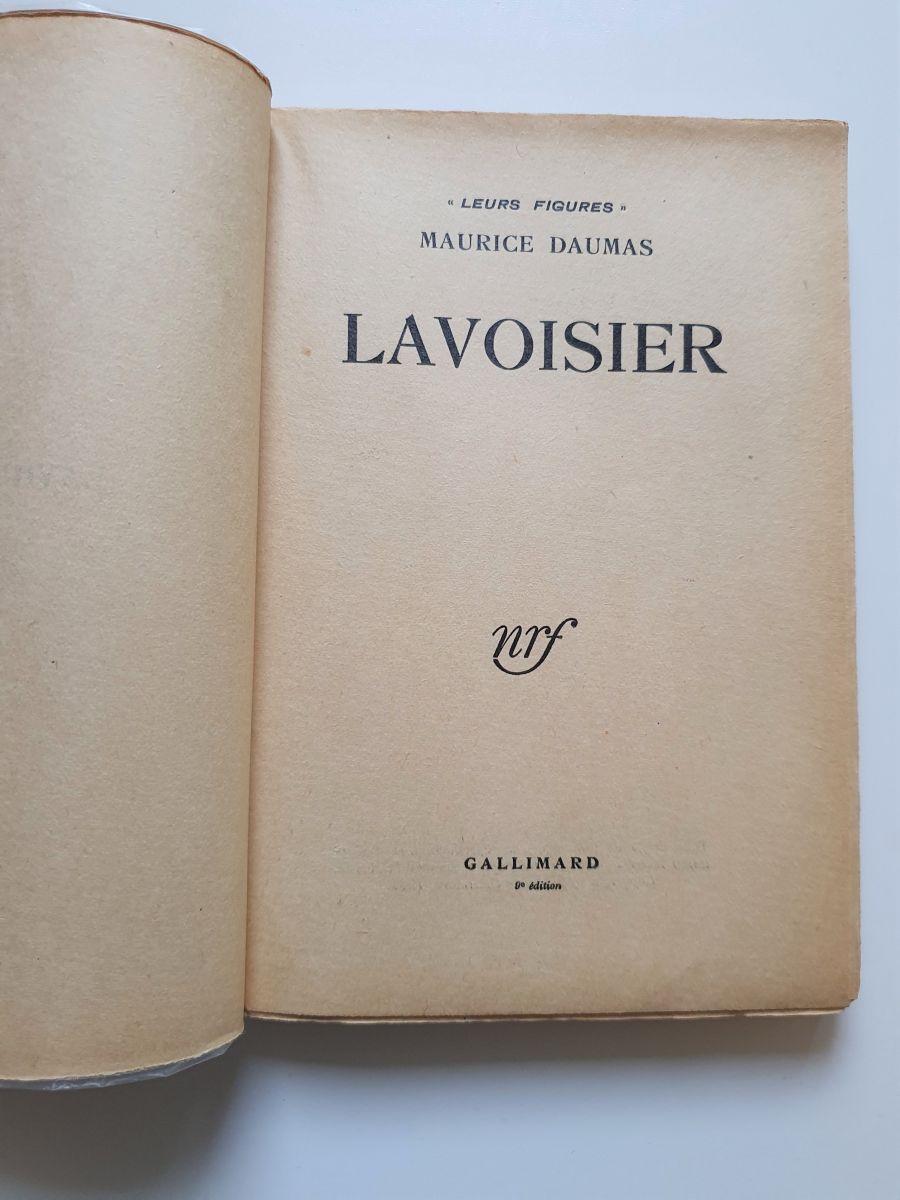 « LEURS FIGURES »
MAURICE DAUMAS
LAVOISIER
nrf
GALLIMARD
9e édition